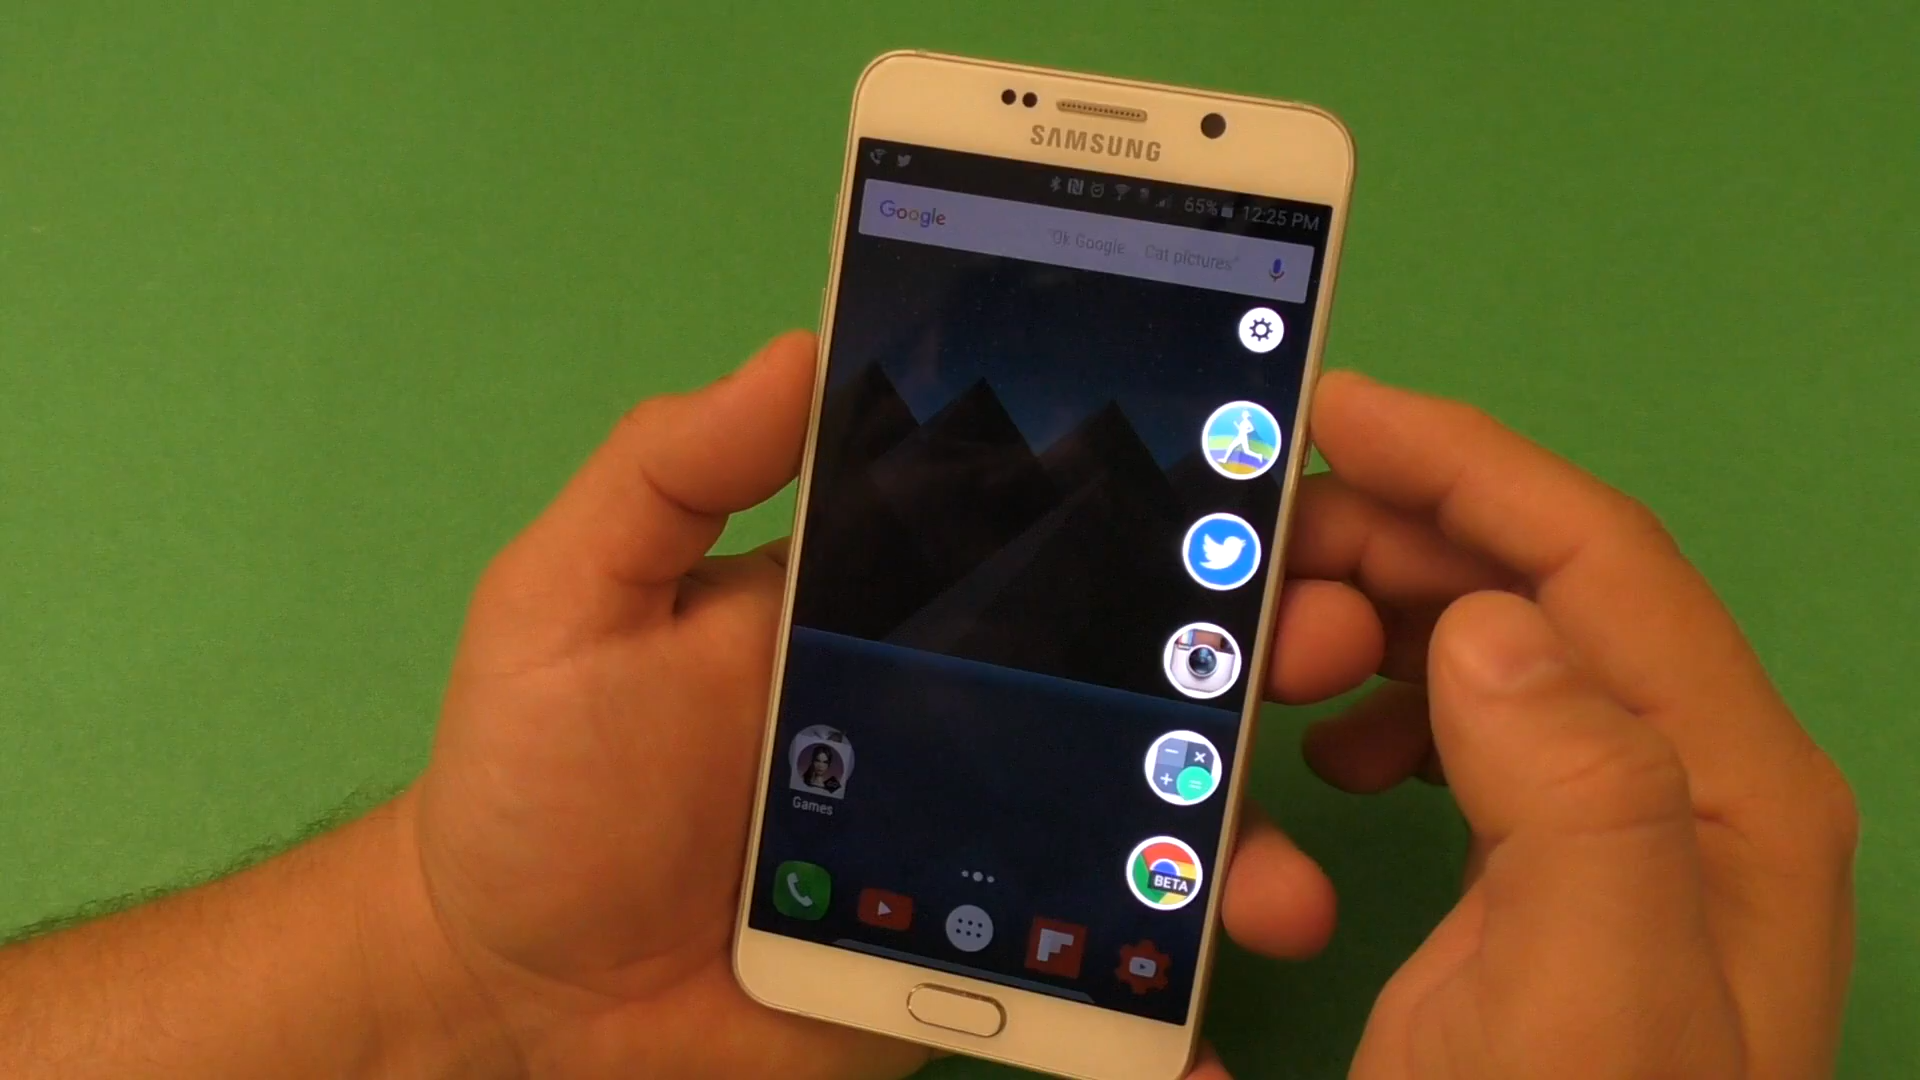 SAMSUNG
65% 12:25 PM
Google
"Ok Google Cat pictures"
Games
BETA